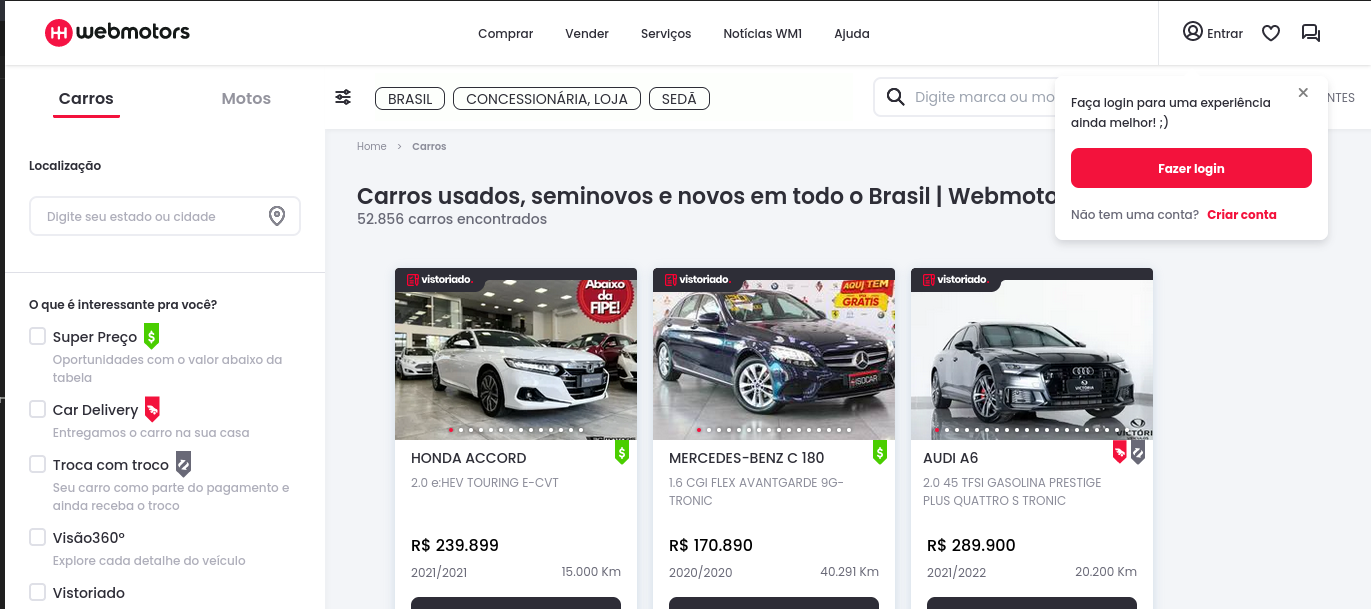 webmotors
Comprar
Vender
Serviços
Notícias WM1
Ajuda
Entrar
Carros
Motos
BRASIL
CONCESSIONÁRIA, LOJA
SEDÃ
Digite marca ou mo
NTES
Faça login para uma experiência
ainda melhor! ;)
Fazer login
Não tem uma conta? Criar conta
Localização
Digite seu estado ou cidade
O que é interessante pra você?
Super Preço
Oportunidades com o valor abaixo da
tabela
Car Delivery
Entregamos o carro na sua casa
Troca com troco
Seu carro como parte do pagamento e
ainda receba o troco
Visão360º
Explore cada detalhe do veículo
Vistoriado
Home > Carros
Carros usados, seminovos e novos em todo o Brasil | Webmoto
52.856 carros encontrados
vistoriado
Abaixo
da
FIPE!
HONDA ACCORD
2.0 e:HEV TOURING E-CVT
R$ 239.899
2021/2021
15.000 Km
vistoriado
AQUI TEM
GRÁTIS
ISOCAR
MERCEDES-BENZ C 180
1.6 CGI FLEX AVANTGARDE 9G-
TRONIC
R$ 170.890
2020/2020
40.291 Km
vistoriado
VICTÓRIA
AUDI A6
2.0 45 TFSI GASOLINA PRESTIGE
PLUS QUATTRO S TRONIC
R$ 289.900
2021/2022
20.200 Km